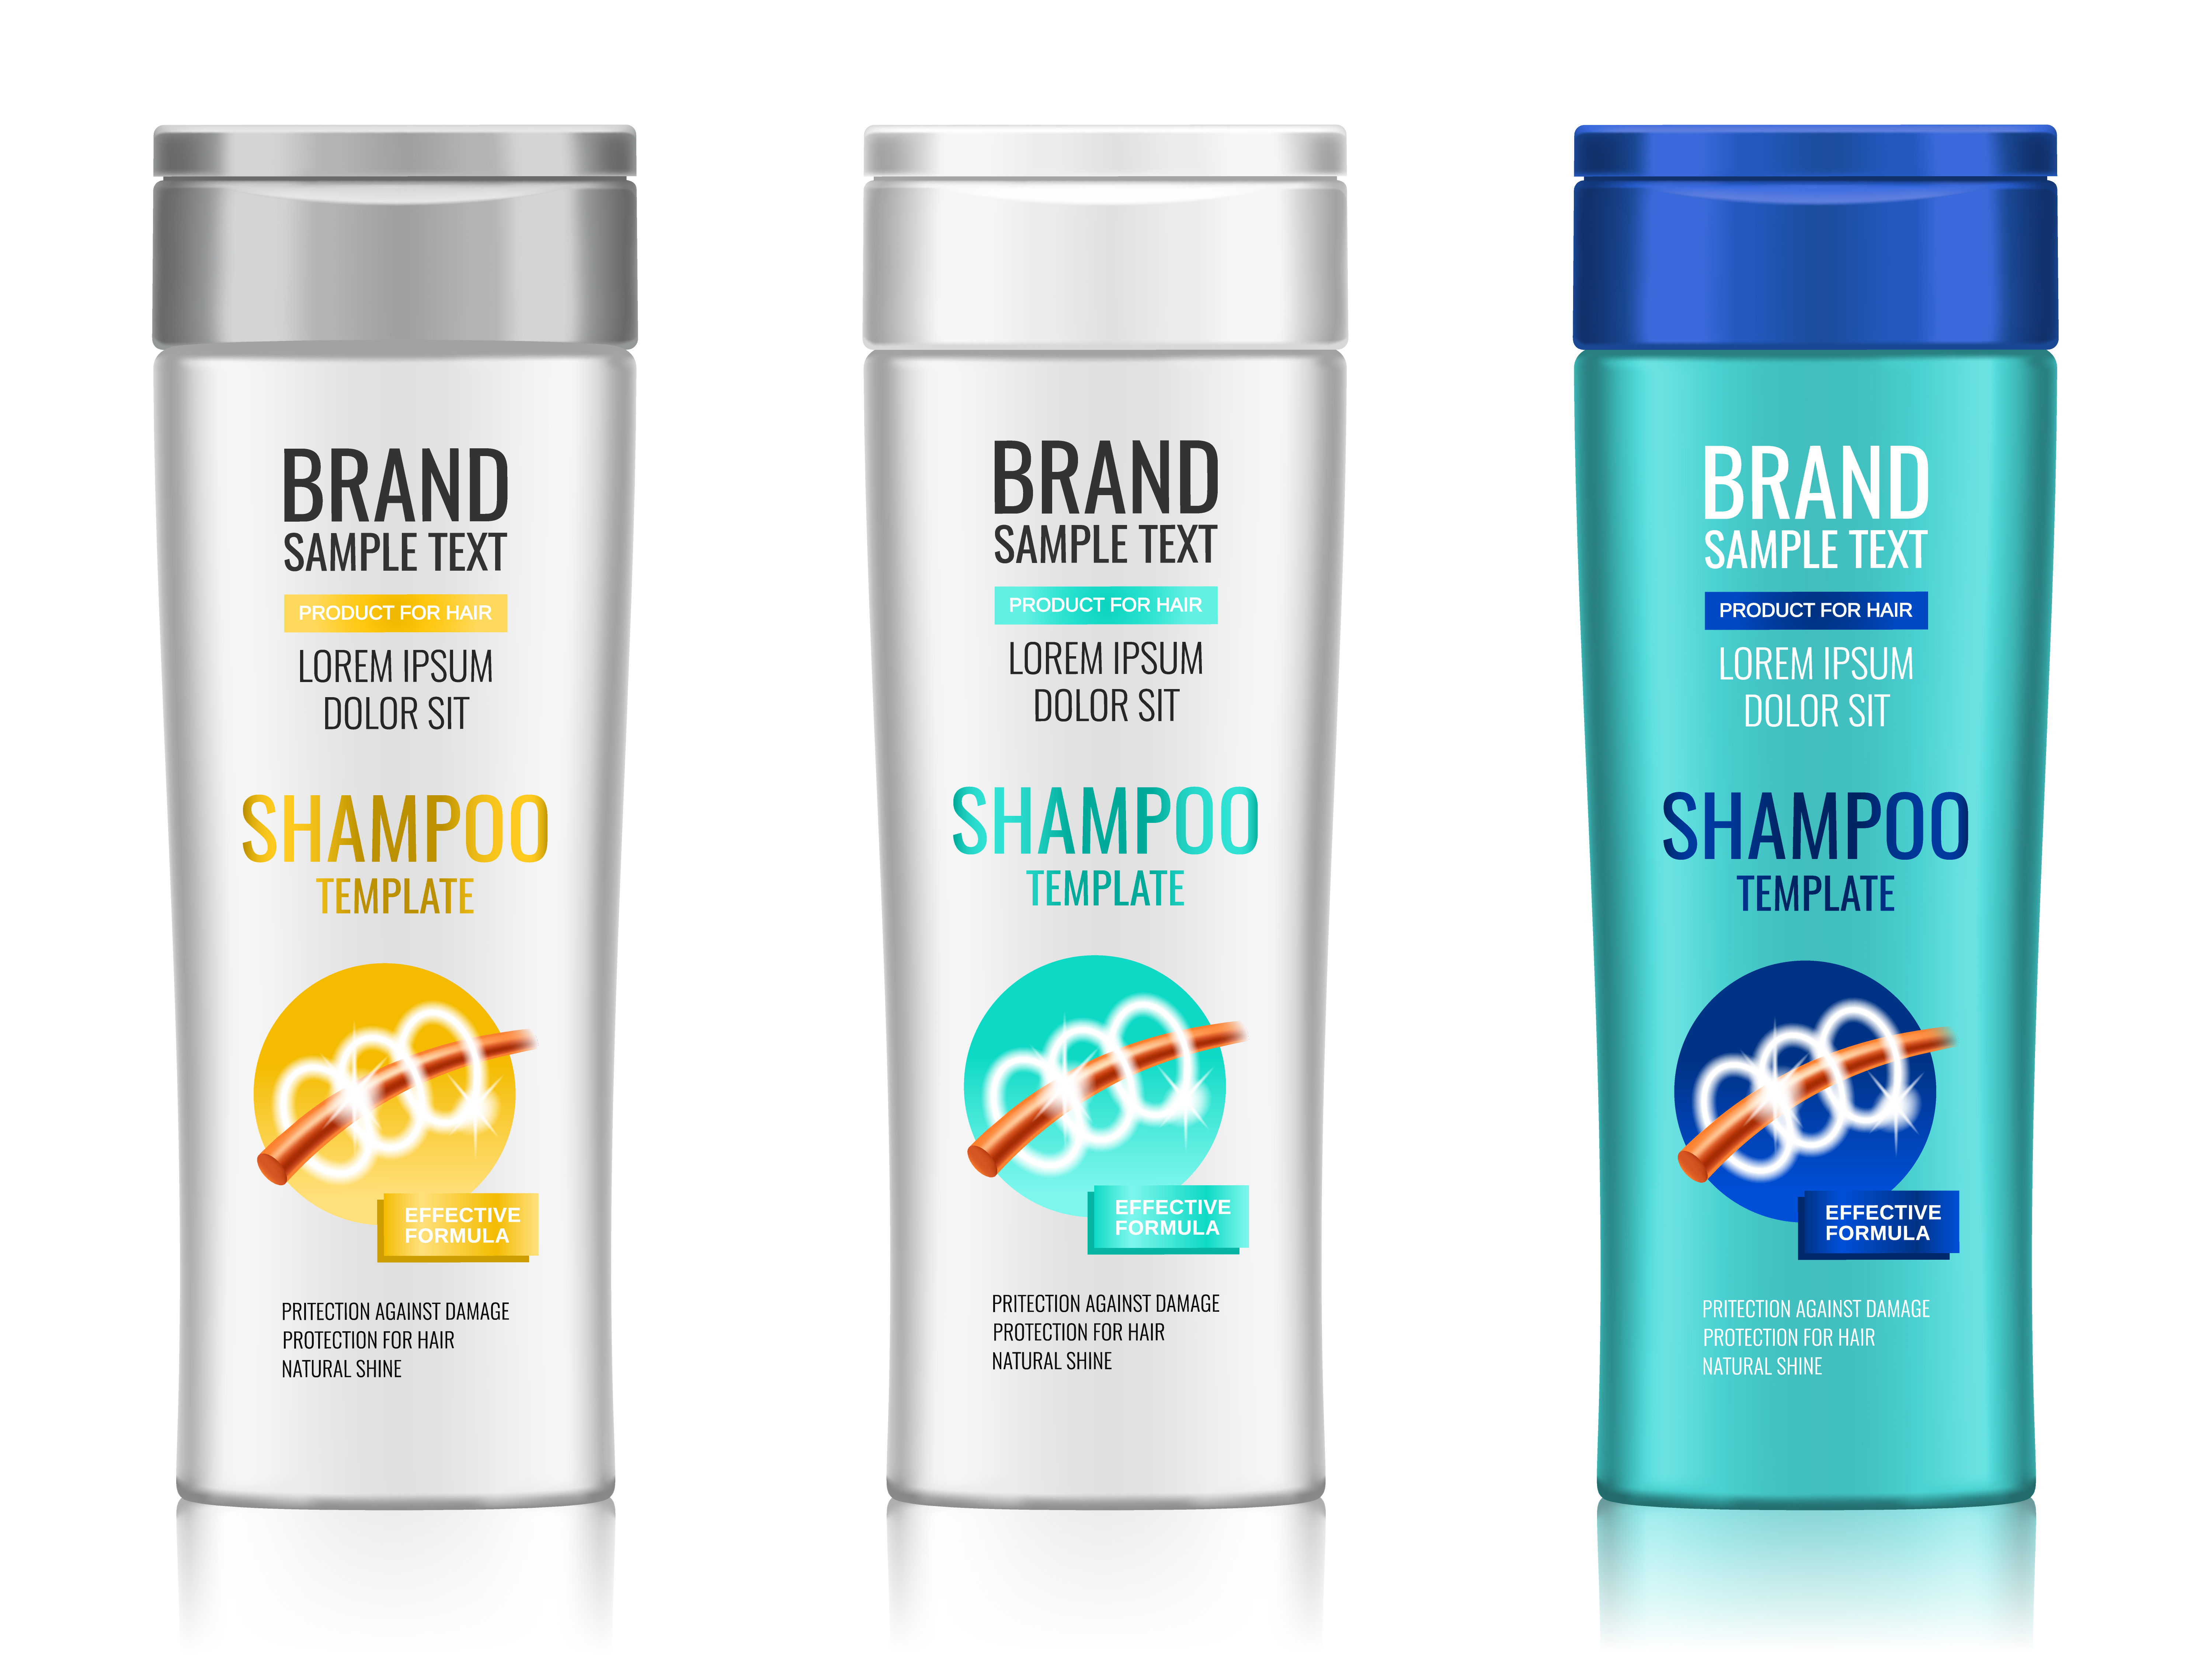 BRAND
SAMPLE TEXT
PRODUCT FOR HAIR
LOREM IPSUM
DOLOR SIT
SHAMPOO
TEMPLATE
EFFECTIVE
FORMULA
PRITECTION AGAINST DAMAGE
PROTECTION FOR HAIR
NATURAL SHINE
BRAND
SAMPLE TEXT
PRODUCT FOR HAIR
LOREM IPSUM
DOLOR SIT
SHAMPOO
TEMPLATE
EFFECTIVE
FORMULA
PRITECTION AGAINST DAMAGE
PROTECTION FOR HAIR
NATURAL SHINE
BRAND
SAMPLE TEXT
PRODUCT FOR HAIR
LOREM IPSUM
DOLOR SIT
SHAMPOO
TEMPLATE
EFFECTIVE
FORMULA
PRITECTION AGAINST DAMAGE
PROTECTION FOR HAIR
NATURAL SHINE